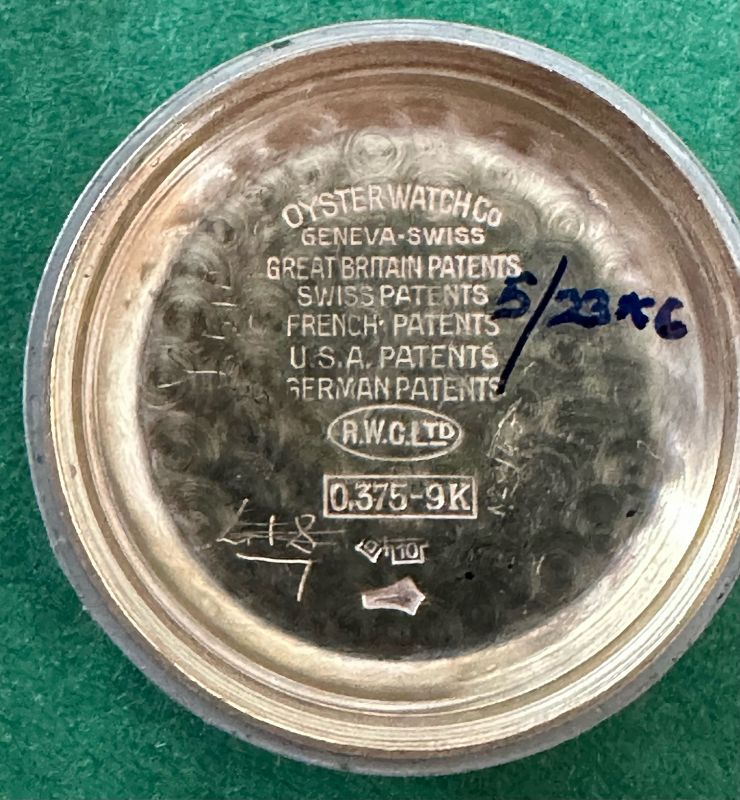 OYSTER WATCH Co
GENEVA-SWISS
GREAT BRITAIN PATENTS
SWISS PATENTS
FRENCH· PATENTS
U.S.A. PATENTS
GERMAN PATENTS
5/23*6
R.W.C.LTD
0.375-9K
10